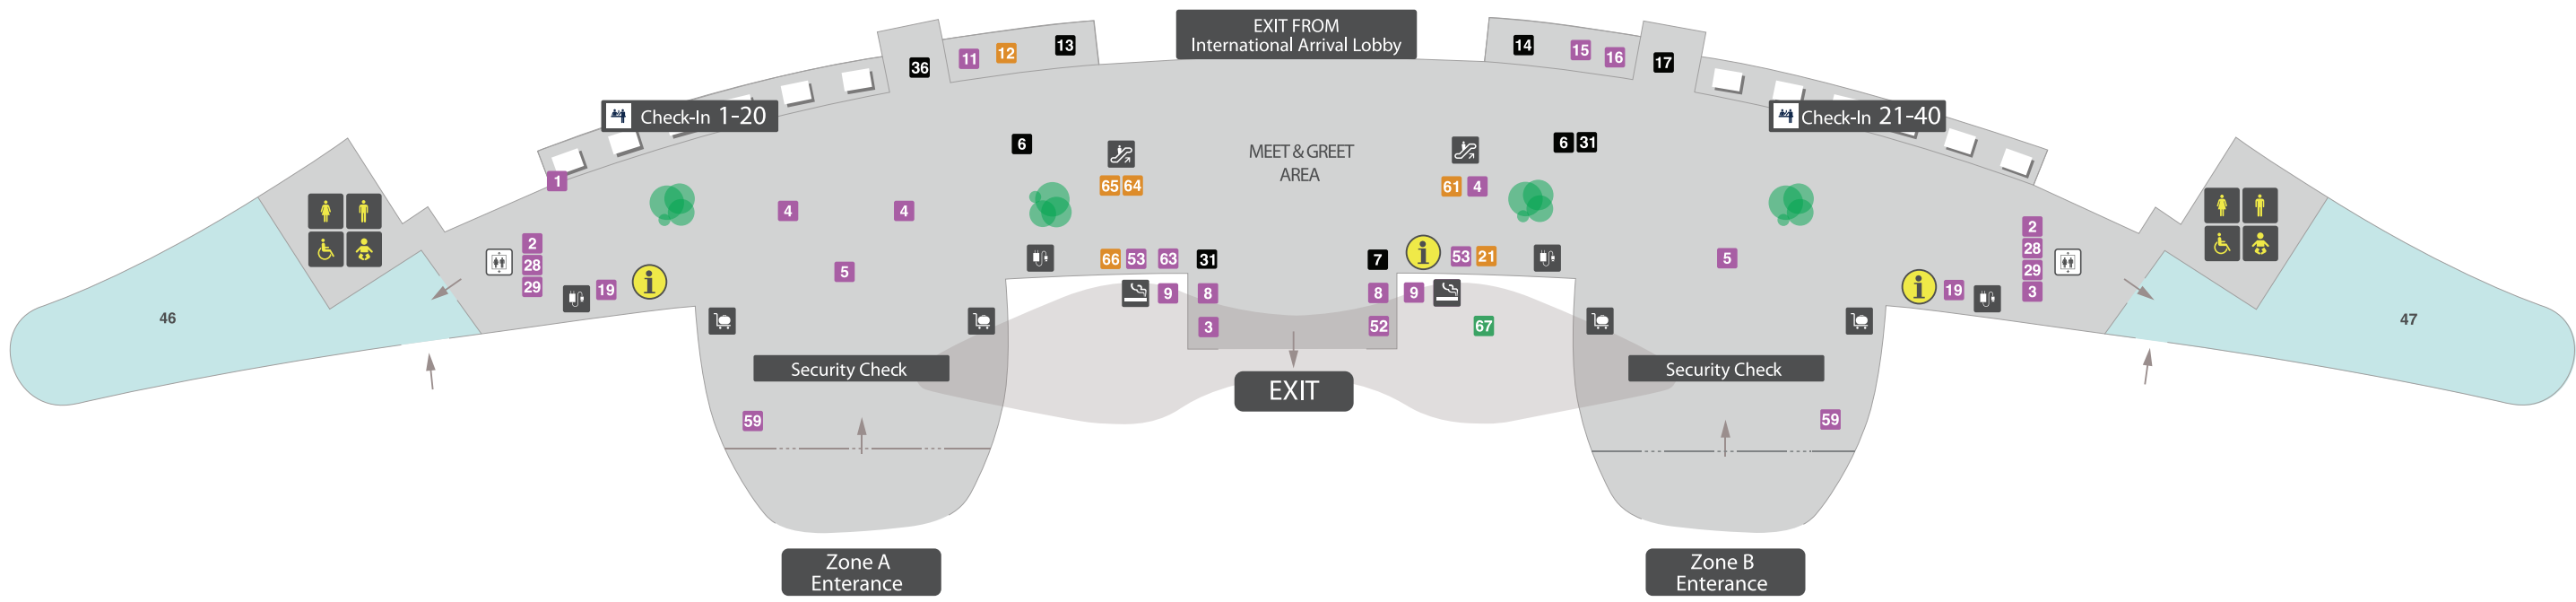 EXIT FROM
International Arrival Lobby
36
11
12
13
14
15
16
17
Check-In 1-20
Check-In 21-40
6
6
31
MEET & GREET
AREA
1
65
64
61
4
4
4
2
28
29
19
i
5
66
53
63
31
7
i
53
21
5
2
28
29
3
i
19
46
9
8
8
9
47
3
52
67
Security Check
Security Check
EXIT
59
59
Zone A
Enterance
Zone B
Enterance